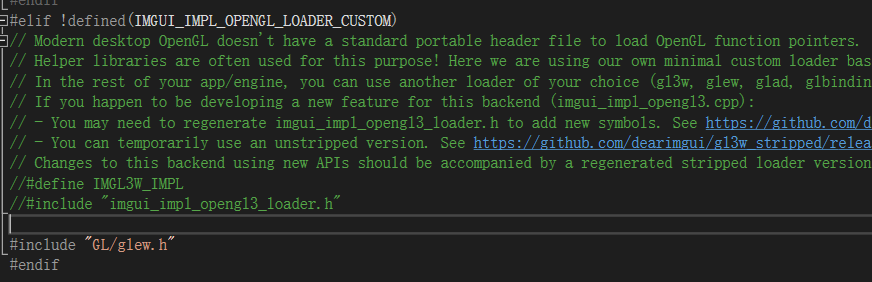 #endif
#elif !defined(IMGUI_IMPL_OPENGL_LOADER_CUSTOM)
// Modern desktop OpenGL doesn't have a standard portable header file to load OpenGL function pointers.
// Helper libraries are often used for this purpose! Here we are using our own minimal custom loader bas
// In the rest of your app/engine, you can use another loader of your choice (gl3w, glew, glad, glbindin
// If you happen to be developing a new feature for this backend (imgui_impl_opengl3.cpp):
// - You may need to regenerate imgui_impl_opengl3_loader.h to add new symbols. See https://github.com/d
// - You can temporarily use an unstripped version. See https://github.com/dearimgui/gl3w_stripped/relea
// Changes to this backend using new APIs should be accompanied by a regenerated stripped loader version
//#define IMGL3W_IMPL
//#include "imgui_impl_opengl3_loader.h"
#include "GL/glew.h"
#endif